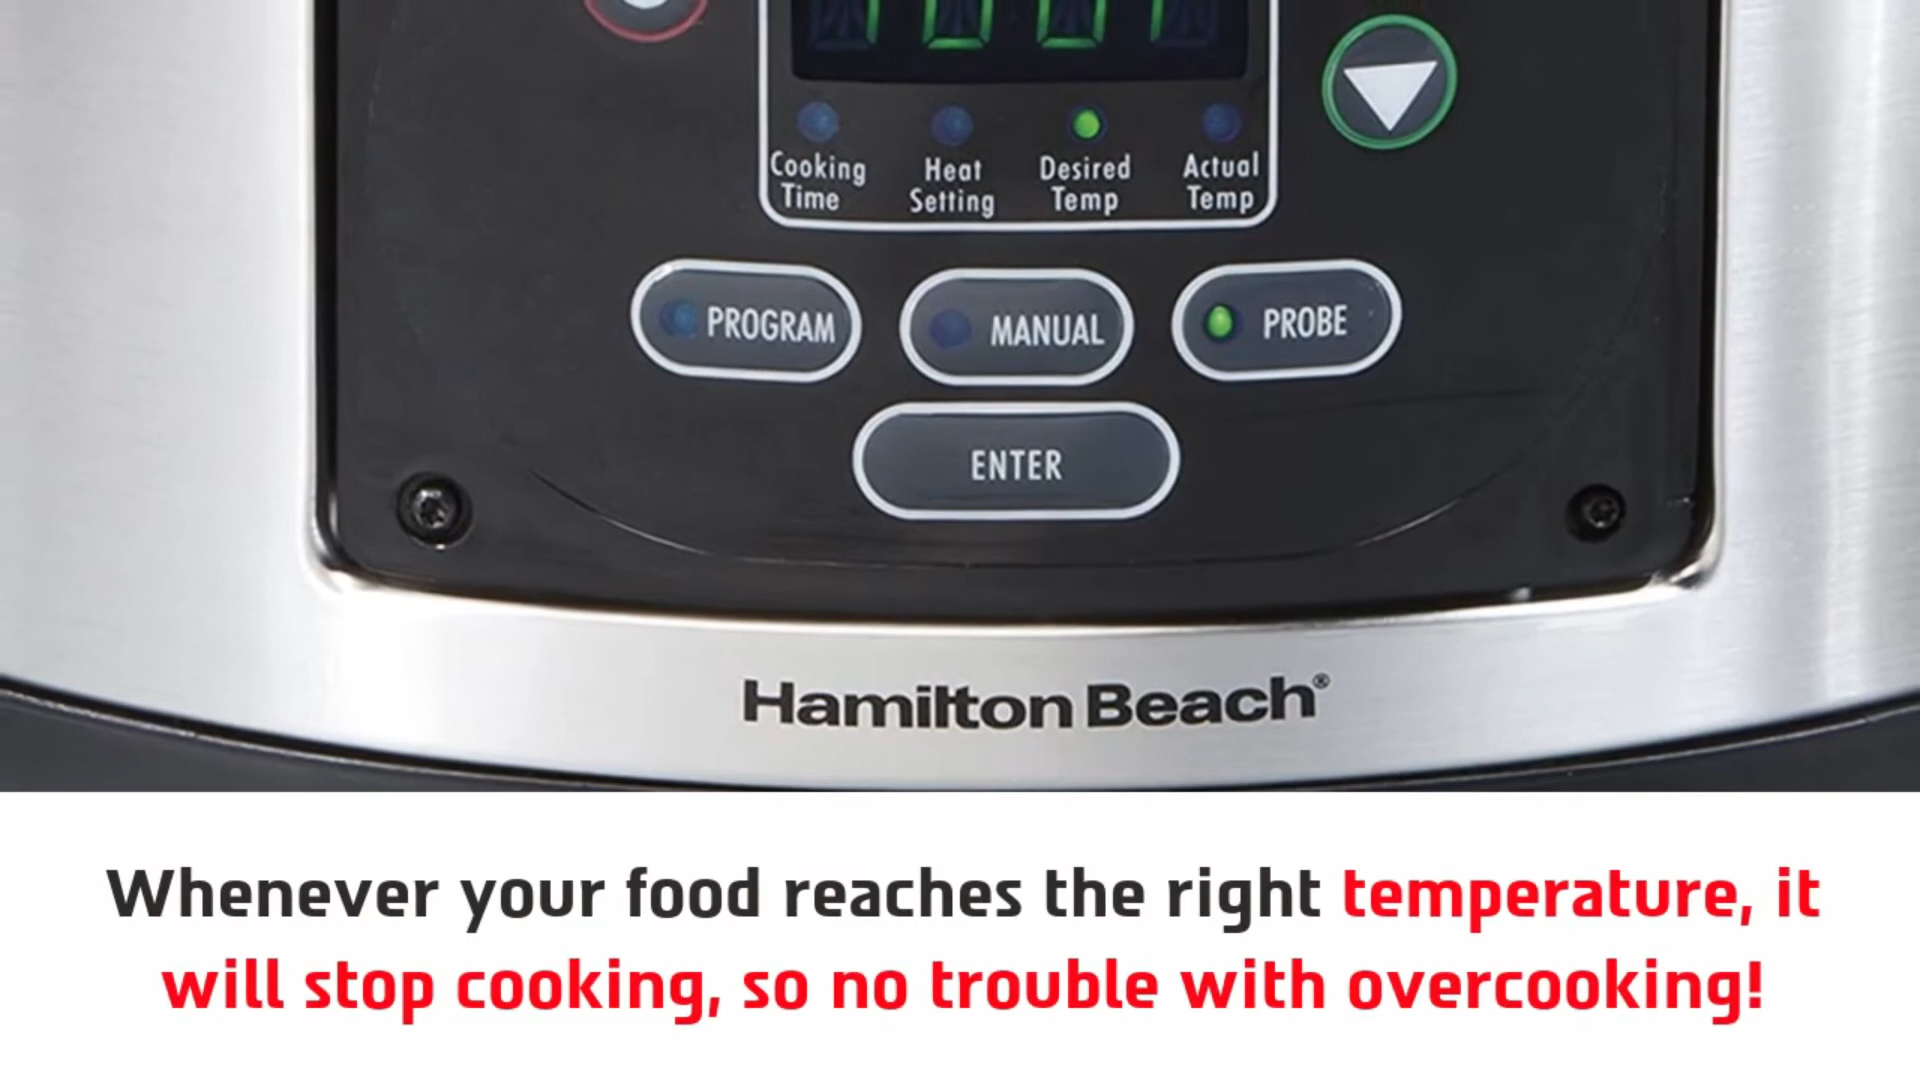 Cooking Time
Heat Setting
Desired Temp
Actual Temp
PROGRAM
MANUAL
PROBE
ENTER
Hamilton Beach®
Whenever your food reaches the right temperature, it
will stop cooking, so no trouble with overcooking!